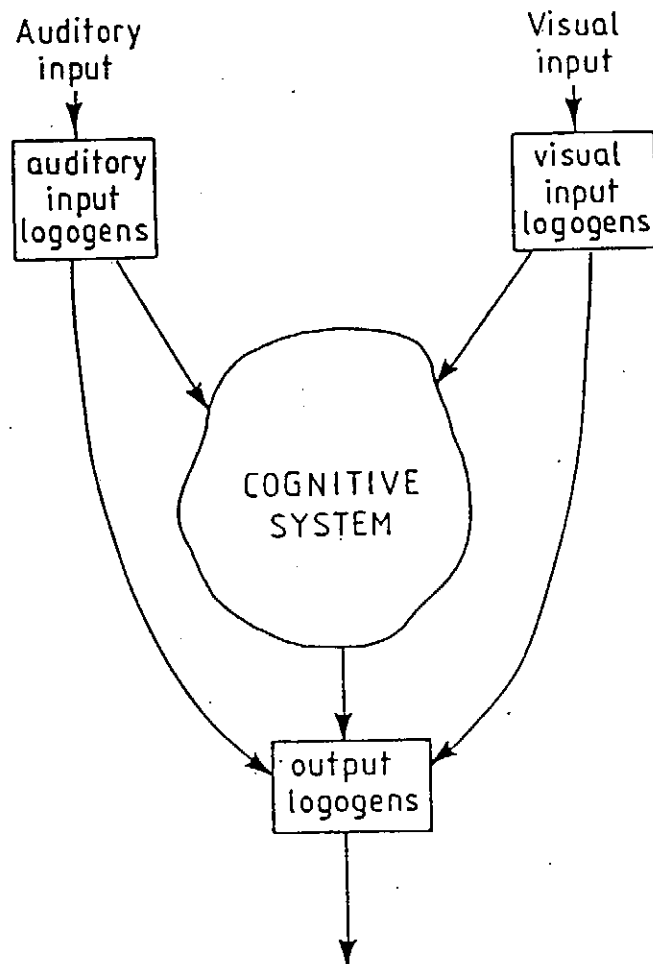 Auditory
input
Visual
input
auditory
input
logogens
visual
input
logogens
COGNITIVE
SYSTEM
output
logogens